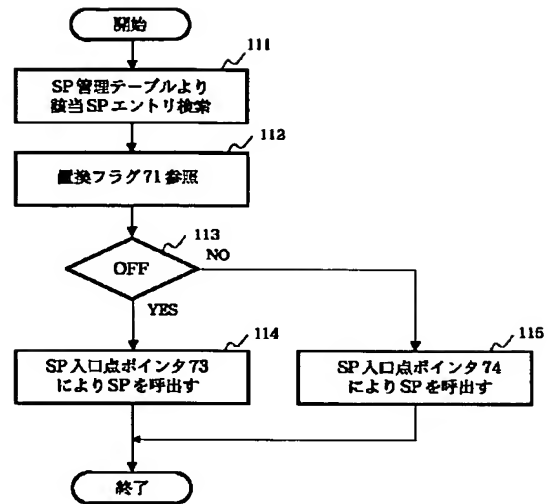 開始
111
SP管理テーブルより
該当SPエントリ検索
112
置換フラグ71参照
113
OFF
NO
YES
114
SP入口点ポインタ73
によりSPを呼出す
115
SP入口点ポインタ74
によりSPを呼出す
終了